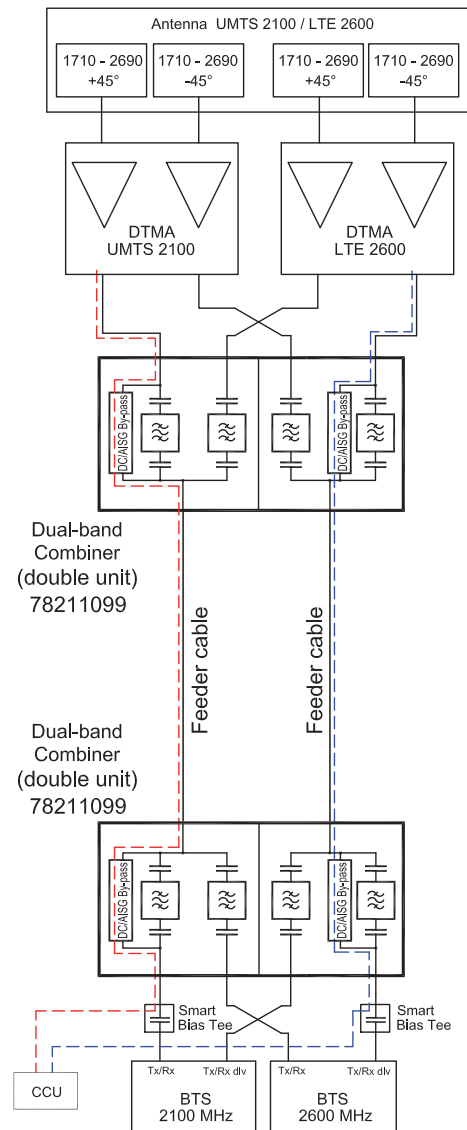 Antenna UMTS 2100 / LTE 2600
1710 - 2690
+45°
1710 - 2690
-45°
1710 - 2690
+45°
1710 - 2690
-45°
DTMA
UMTS 2100
DTMA
LTE 2600
DC/AISG By-pass
DC/AISG By-pass
Dual-band
Combiner
(double unit)
78211099
Feeder cable
Feeder cable
Dual-band
Combiner
(double unit)
78211099
DC/AISG By-pass
DC/AISG By-pass
Smart
Bias Tee
Smart
Bias Tee
CCU
Tx/Rx
Tx/Rx dlv
BTS
2100 MHz
Tx/Rx
Tx/Rx dlv
BTS
2600 MHz